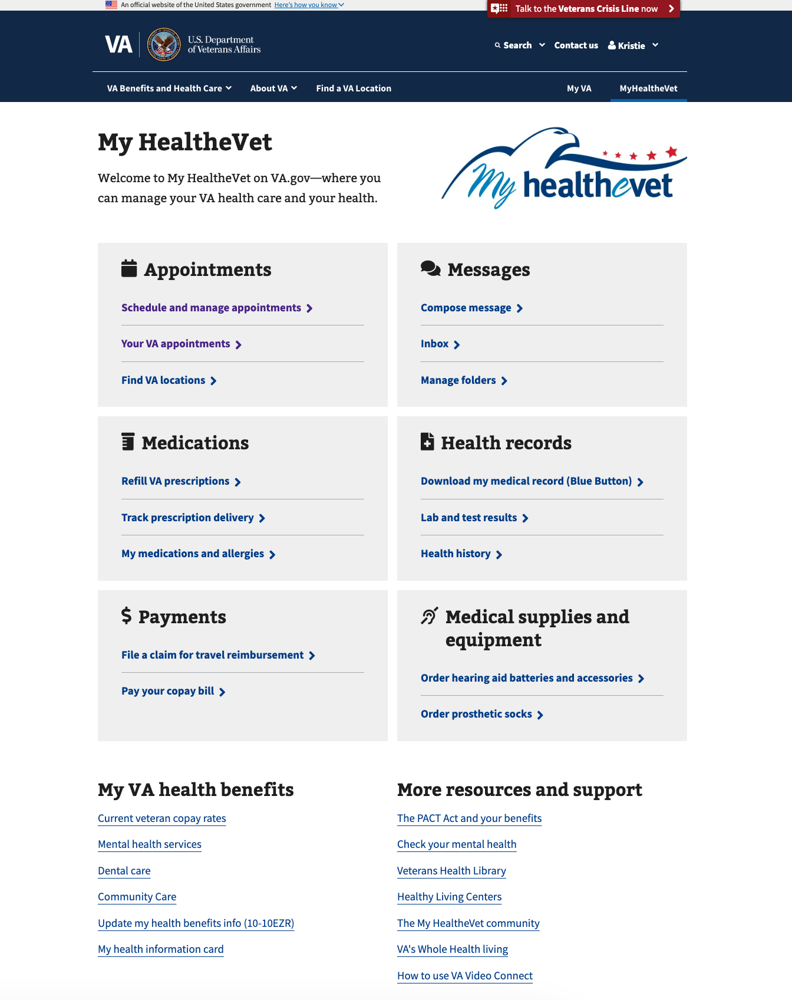 An official website of the United States government Here's how you know
Talk to the Veterans Crisis Line now
VA
U.S. Department
of Veterans Affairs
Search Contact us Kristie
VA Benefits and Health Care About VA Find a VA Location My VA MyHealtheVet
My HealtheVet
Welcome to My HealtheVet on VA.gov—where you
can manage your VA health care and your health.
My healthevet
Appointments
Schedule and manage appointments
Your VA appointments
Find VA locations
Messages
Compose message
Inbox
Manage folders
Medications
Refill VA prescriptions
Track prescription delivery
My medications and allergies
Health records
Download my medical record (Blue Button)
Lab and test results
Health history
Payments
File a claim for travel reimbursement
Pay your copay bill
Medical supplies and
equipment
Order hearing aid batteries and accessories
Order prosthetic socks
My VA health benefits
Current veteran copay rates
Mental health services
Dental care
Community Care
Update my health benefits info (10-10EZR)
My health information card
More resources and support
The PACT Act and your benefits
Check your mental health
Veterans Health Library
Healthy Living Centers
The My HealtheVet community
VA's Whole Health living
How to use VA Video Connect